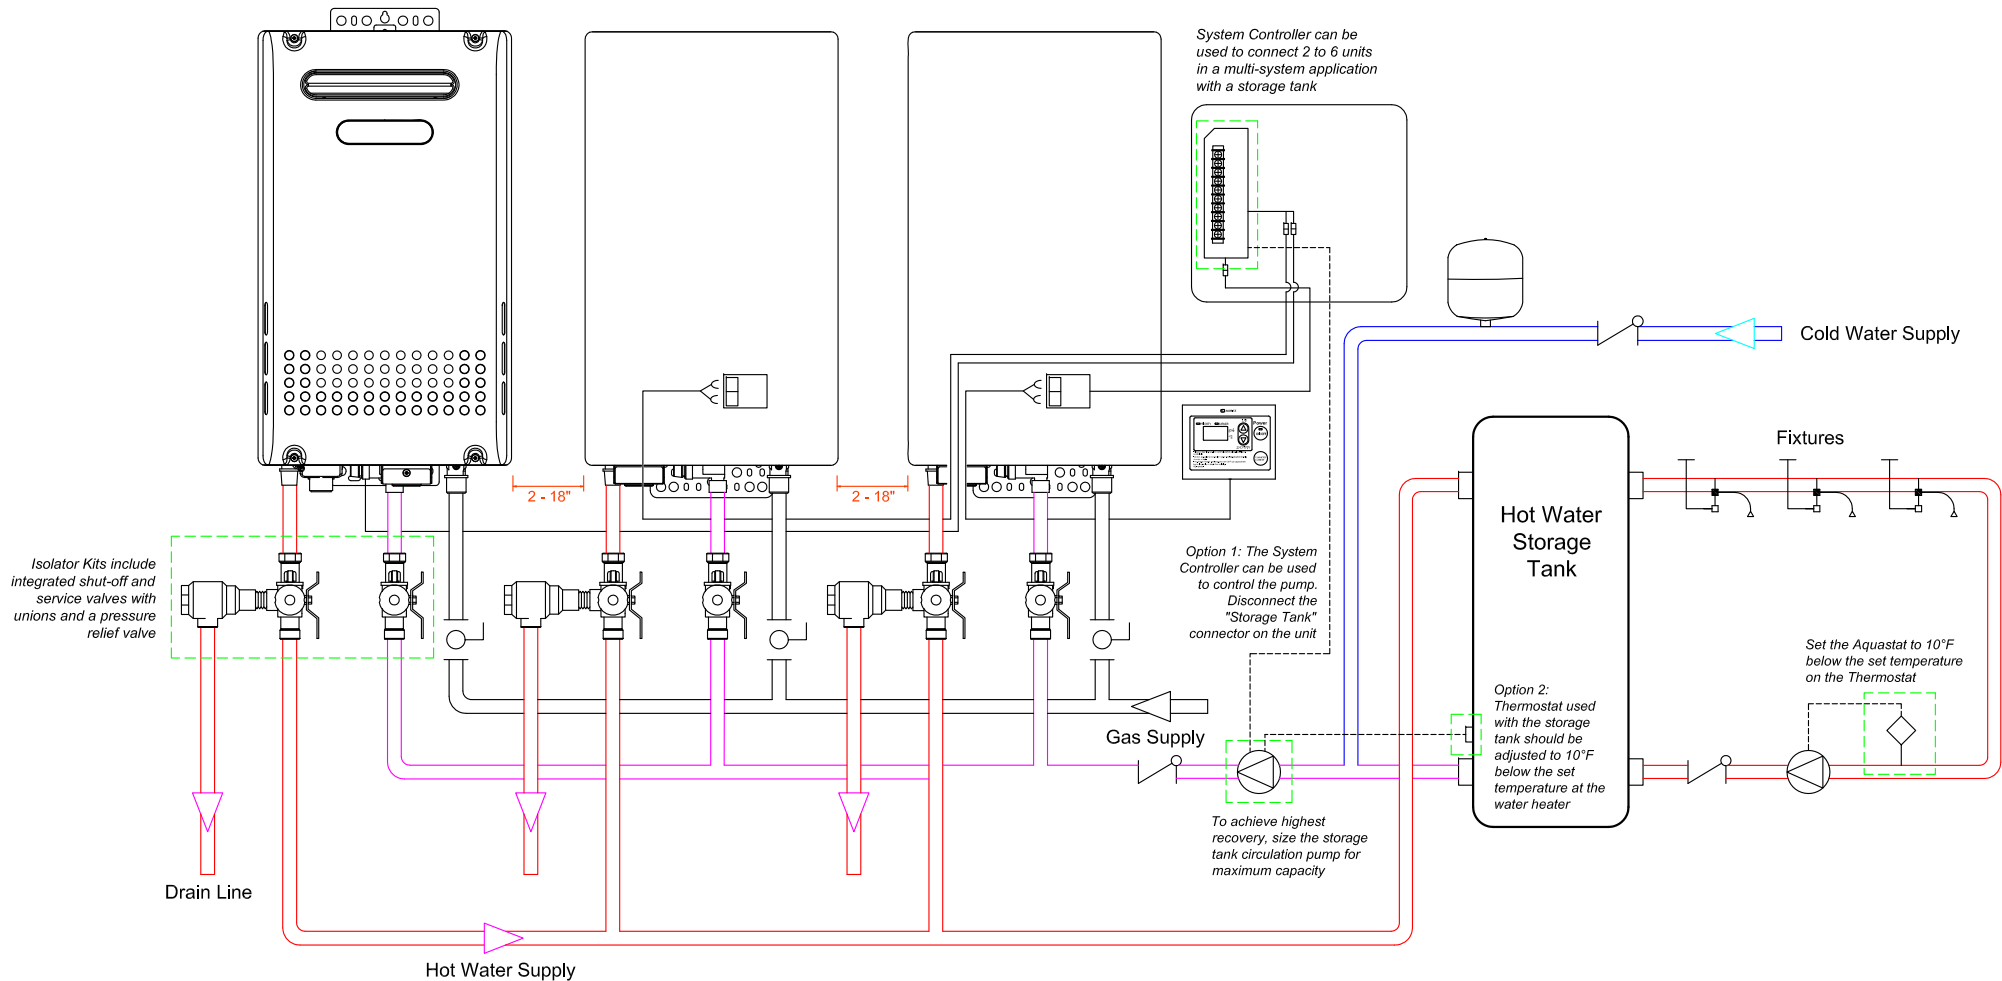 System Controller can be
used to connect 2 to 6 units
in a multi-system application
with a storage tank
Cold Water Supply
Fixtures
Power
2 - 18"
2 - 18"
Hot Water
Storage
Tank
Isolator Kits include
integrated shut-off and
service valves with
unions and a pressure
relief valve
Option 1: The System
Controller can be used
to control the pump.
Disconnect the
"Storage Tank"
connector on the unit
Set the Aquastat to 10°F
below the set temperature
on the Thermostat
Option 2:
Thermostat used
with the storage
tank should be
adjusted to 10°F
below the set
temperature at the
water heater
Gas Supply
To achieve highest
recovery, size the storage
tank circulation pump for
maximum capacity
Drain Line
Hot Water Supply